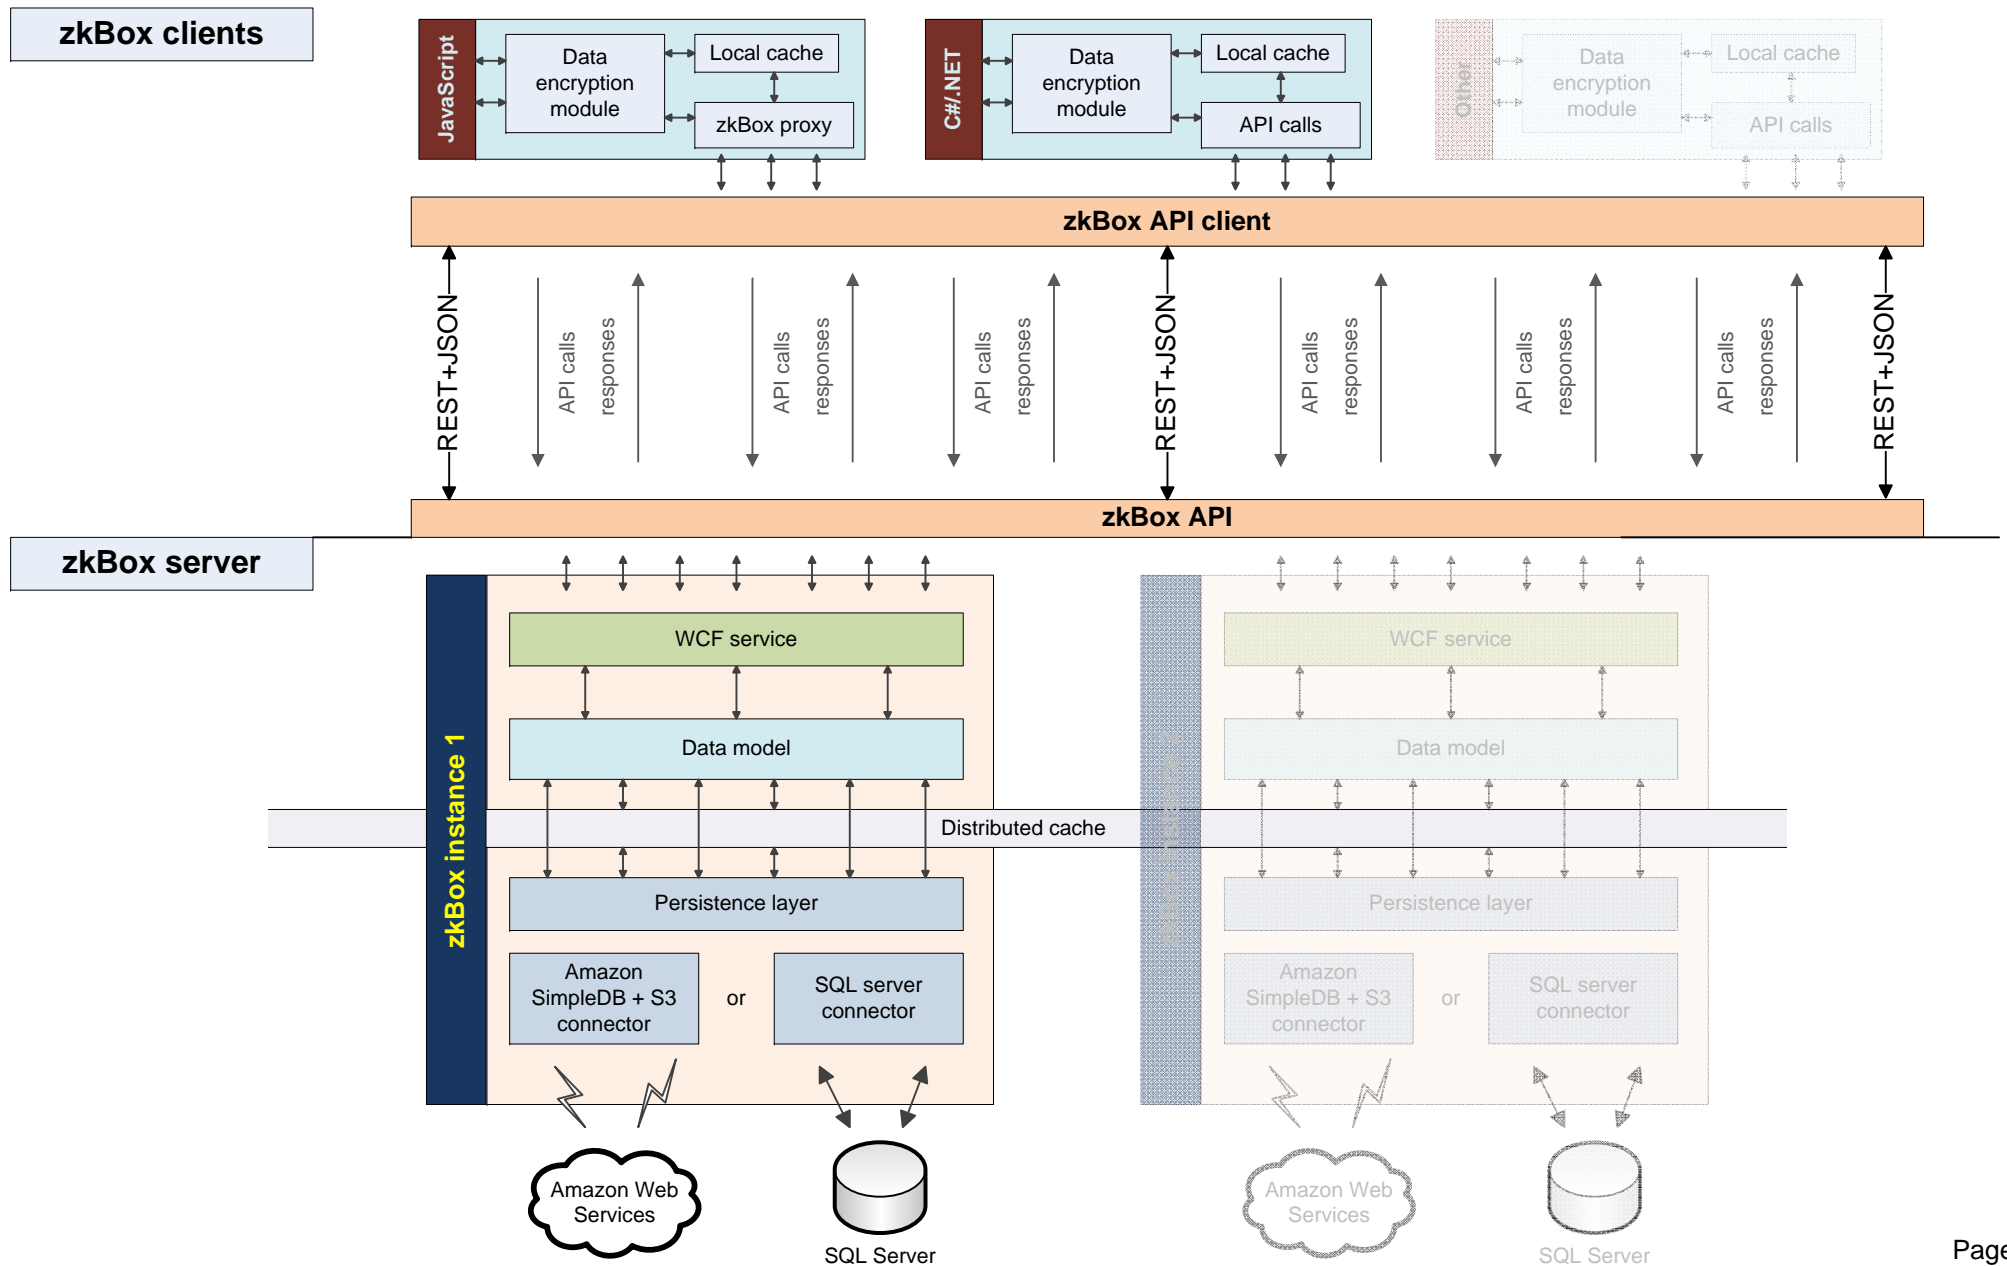 zkBox clients
JavaScript
Data
encryption
module
Local cache
zkBox proxy
C#/.NET
Data
encryption
module
Local cache
API calls
Other
Data
encryption
module
Local cache
API calls
zkBox API client
REST+JSON
API calls
responses
API calls
responses
API calls
responses
REST+JSON
API calls
responses
API calls
responses
API calls
responses
REST+JSON
zkBox API
zkBox server
zkBox instance 1
WCF service
Data model
Distributed cache
Persistence layer
Amazon
SimpleDB + S3
connector
or
SQL server
connector
Amazon Web
Services
SQL Server
zkBox instance
WCF service
Data model
Persistence layer
Amazon
SimpleDB + S3
connector
or
SQL server
connector
Amazon Web
Services
SQL Server
Page